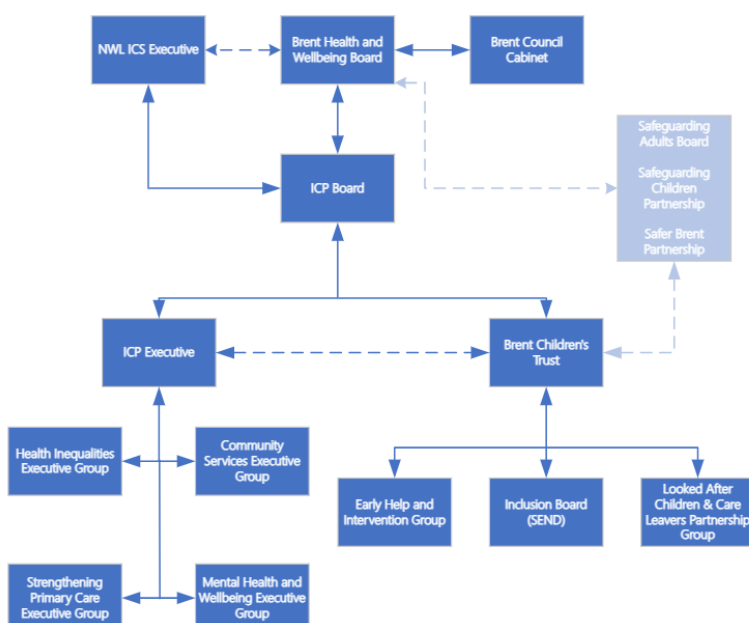 NWL ICS Executive
Brent Health and
Wellbeing Board
Brent Council
Cabinet
Safeguarding
Adults Board
Safeguarding
Children
Partnership
Safer Brent
Partnership
ICP Board
ICP Executive
Brent Children's
Trust
Health Inequalities
Executive Group
Community
Services Executive
Group
Early Help and
Intervention Group
Inclusion Board
(SEND)
Looked After
Children & Care
Leavers Partnership
Group
Strengthening
Primary Care
Executive Group
Mental Health and
Wellbeing Executive
Group